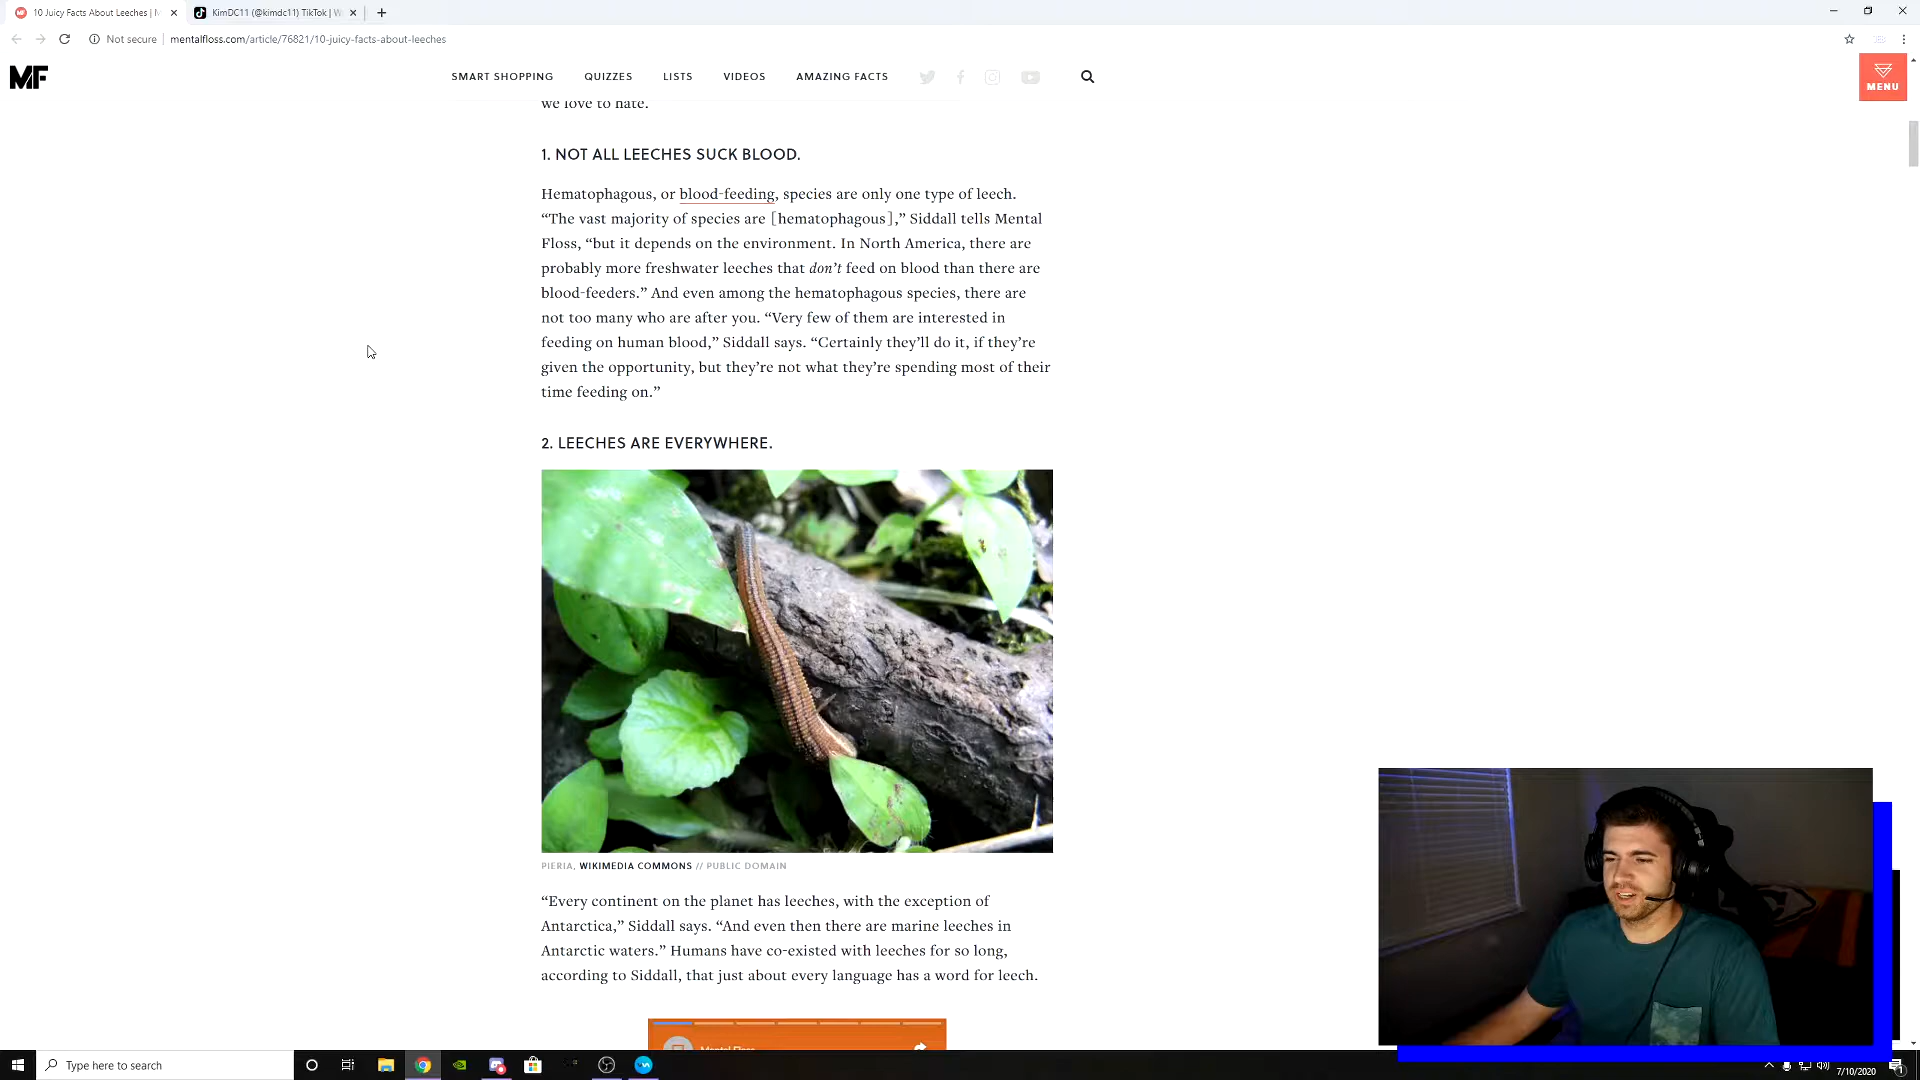 10 Juicy Facts About Leeches | M
KimDC11 (@kimdc11) TikTok | W
Not secure
mentalfloss.com/article/76821/10-juicy-facts-about-leeches
MF
SMART SHOPPING
QUIZZES
LISTS
VIDEOS
AMAZING FACTS
MENU
we love to hate.
1. NOT ALL LEECHES SUCK BLOOD.
Hematophagous, or blood-feeding, species are only one type of leech.
“The vast majority of species are [hematophagous],” Siddall tells Mental
Floss, “but it depends on the environment. In North America, there are
probably more freshwater leeches that don’t feed on blood than there are
blood-feeders.” And even among the hematophagous species, there are
not too many who are after you. “Very few of them are interested in
feeding on human blood,” Siddall says. “Certainly they’ll do it, if they’re
given the opportunity, but they’re not what they’re spending most of their
time feeding on.”
2. LEECHES ARE EVERYWHERE.
PIERIA, WIKIMEDIA COMMONS // PUBLIC DOMAIN
“Every continent on the planet has leeches, with the exception of
Antarctica,” Siddall says. “And even then there are marine leeches in
Antarctic waters.” Humans have co-existed with leeches for so long,
according to Siddall, that just about every language has a word for leech.
Mental Floss
Type here to search
7/10/2020